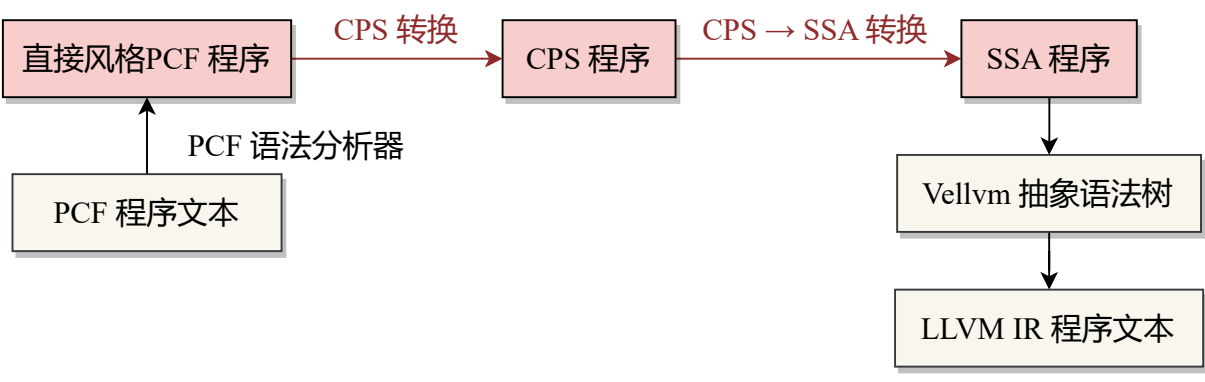 CPS 转换
CPS → SSA 转换
直接风格PCF 程序
CPS 程序
SSA 程序
PCF 语法分析器
PCF 程序文本
Vellvm 抽象语法树
LLVM IR 程序文本